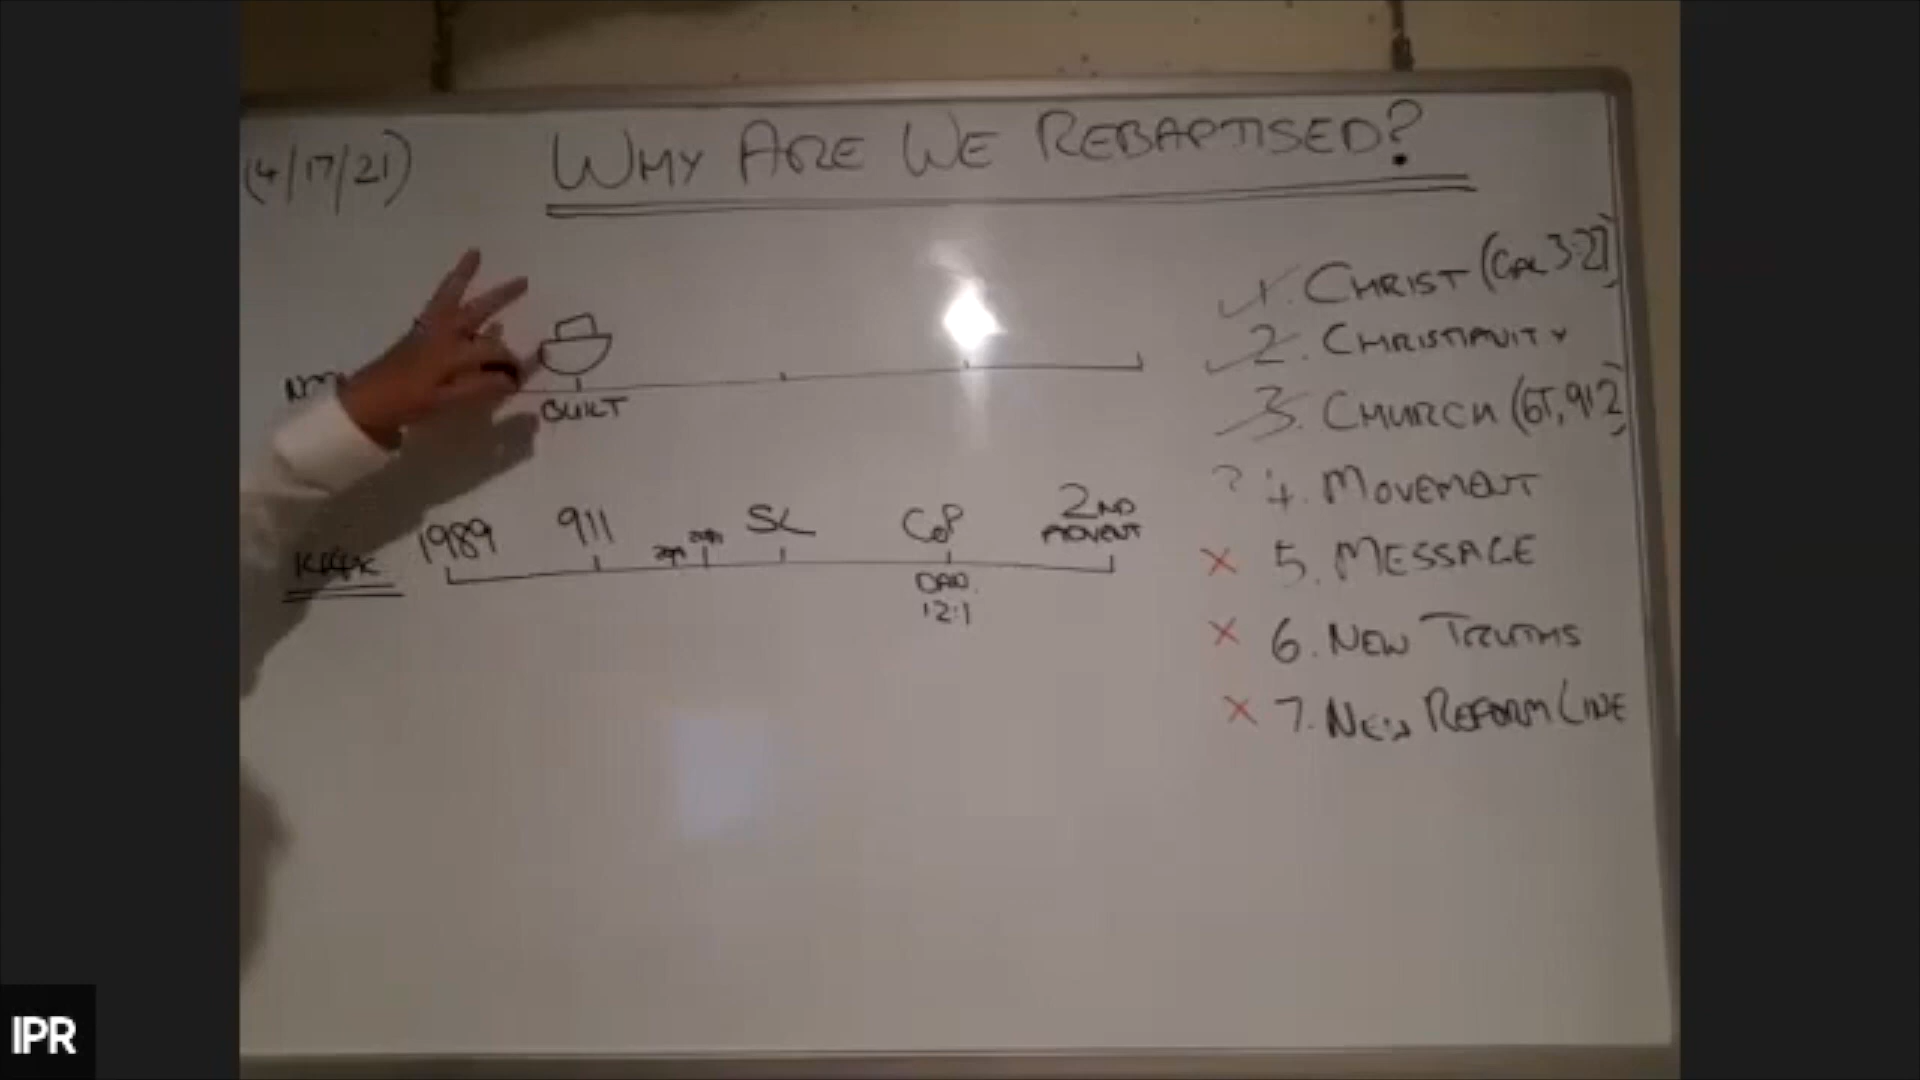 (4/17/21)
WHY ARE WE REBAPTISED?
1. CHRIST (GAL 3:27)
2. CHRISTIANITY
3. CHURCH (6T, 91.2)
? 4. MOVEMENT
X 5. MESSAGE
X 6. NEW TRUTHS
X 7. NEW REFORM LINE
BUILT
1989
911
SL
CoP
2ND
MOVEMENT
DAN.
12:1
IPR